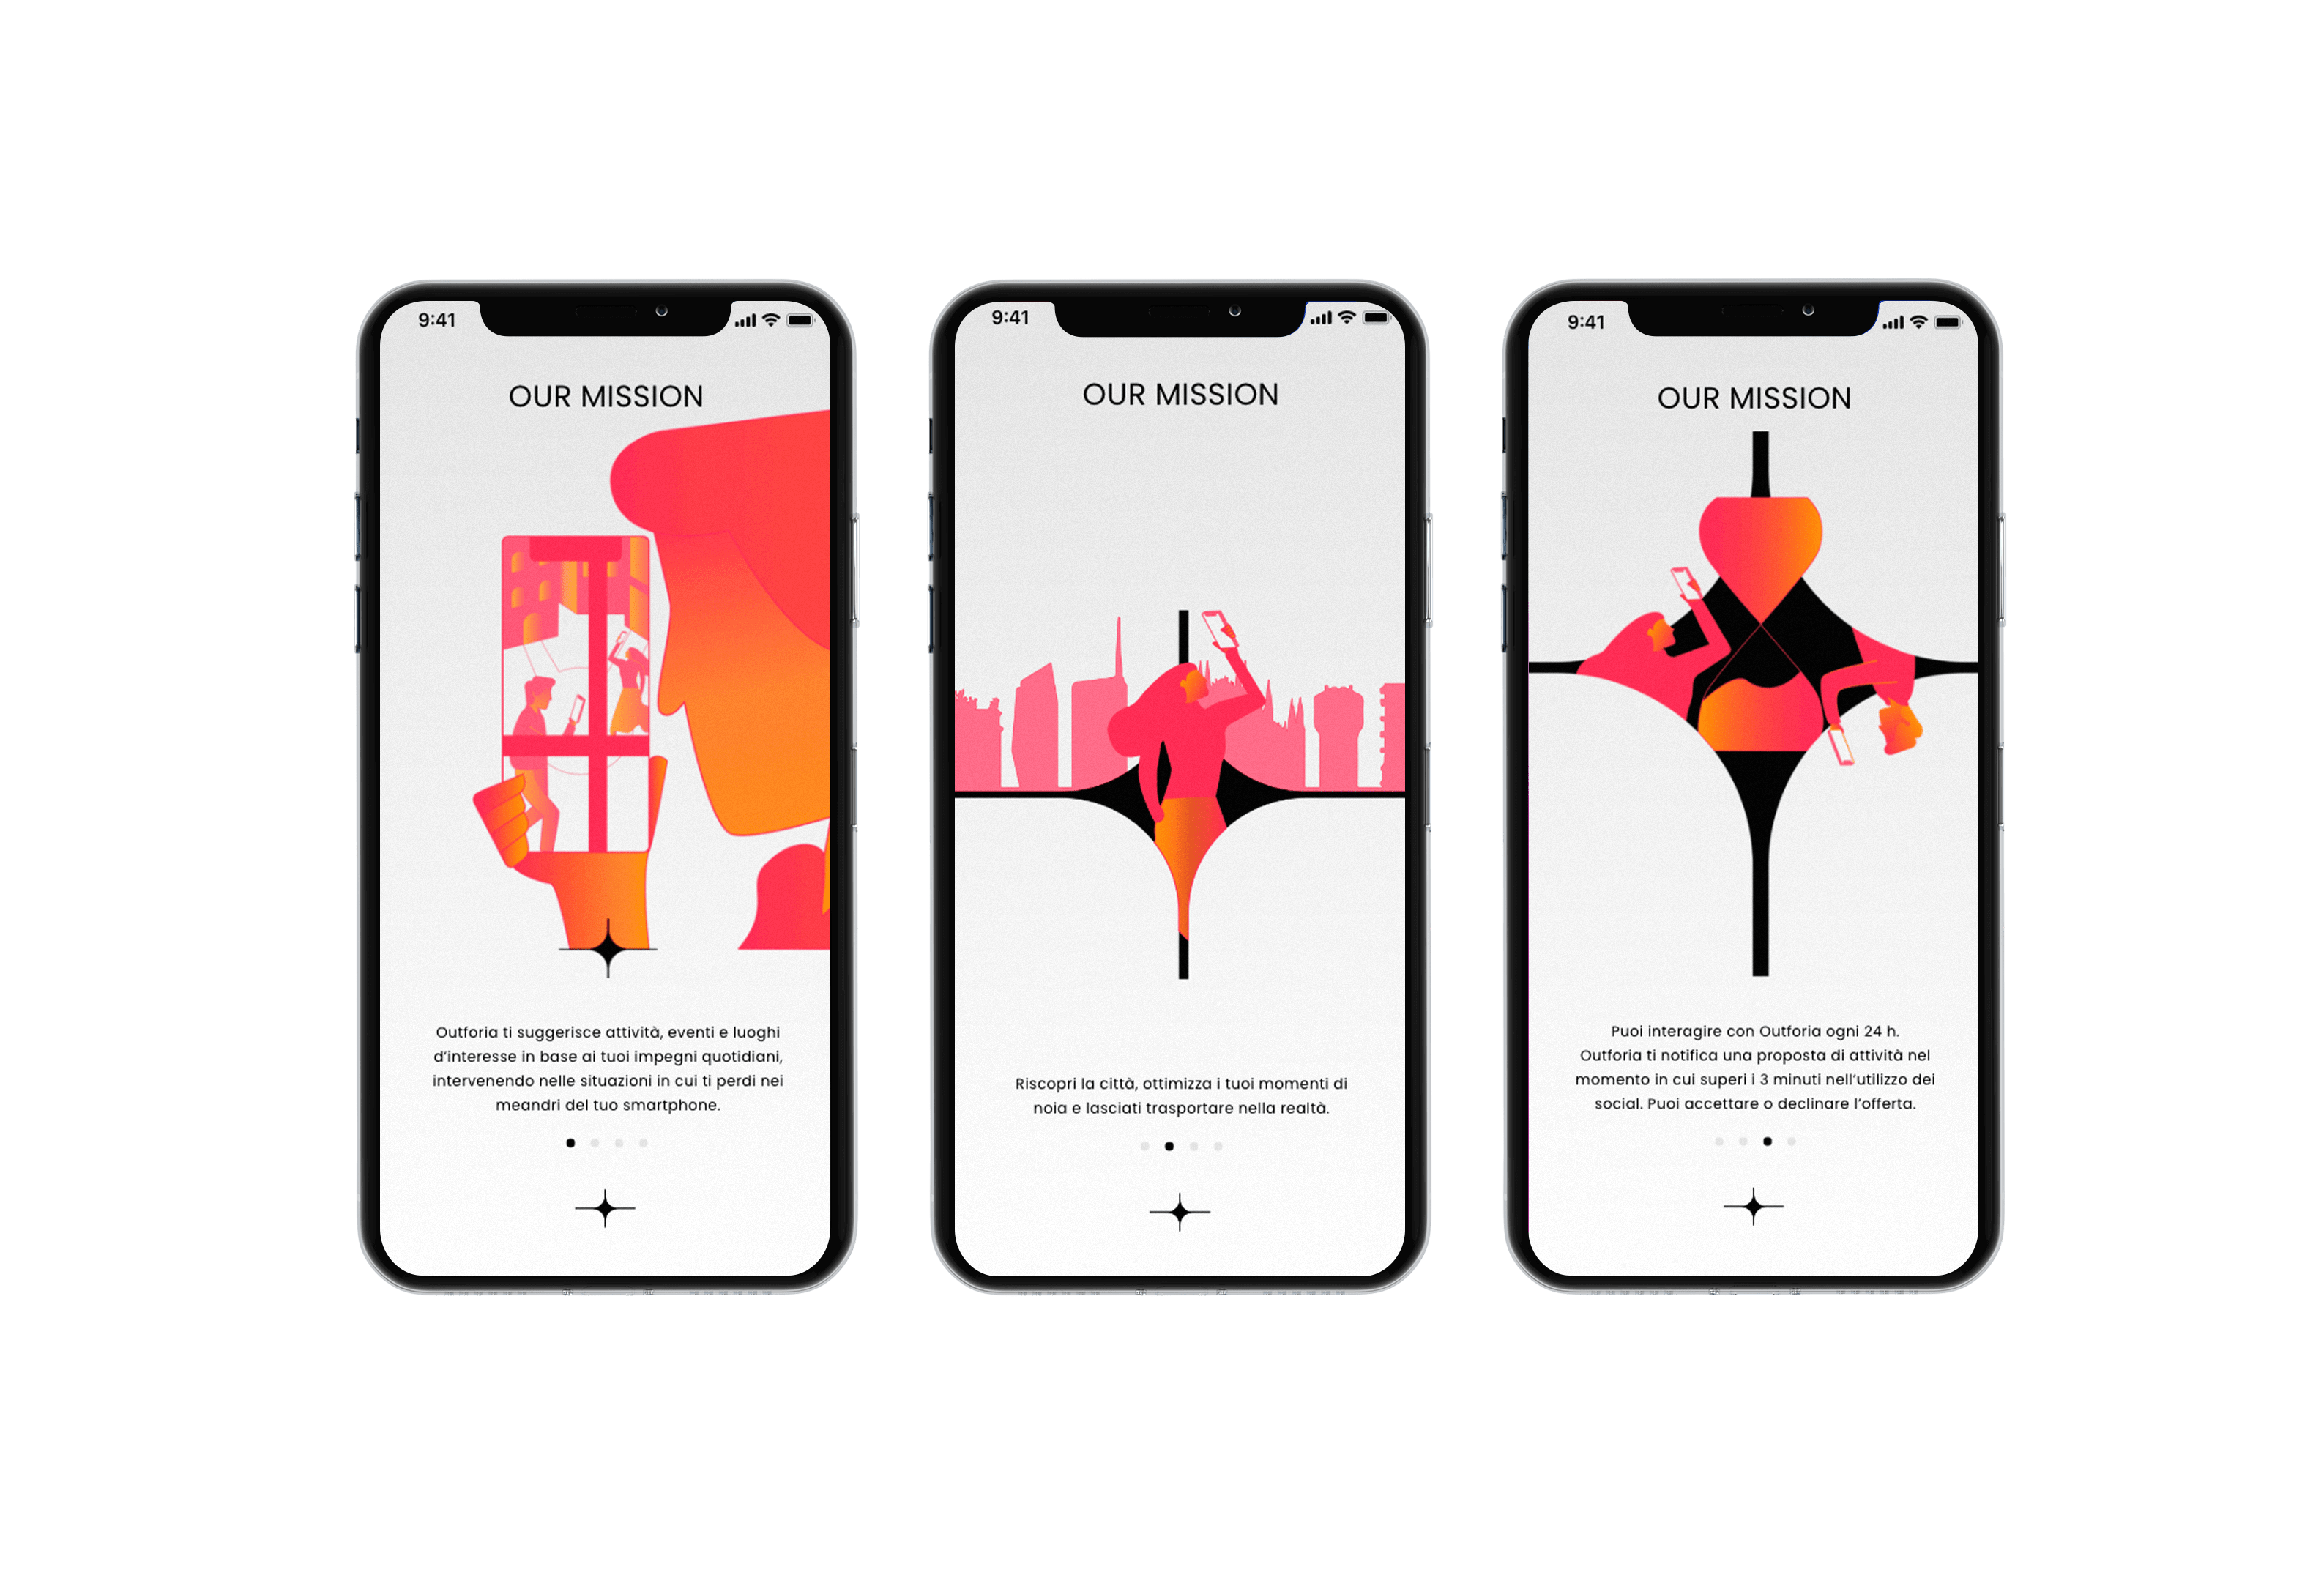 9:41
OUR MISSION
Outforia ti suggerisce attività, eventi e luoghi
d'interesse in base ai tuoi impegni quotidiani,
intervenendo nelle situazioni in cui ti perdi nei
meandri del tuo smartphone.
9:41
OUR MISSION
Riscopri la città, ottimizza i tuoi momenti di
noia e lasciati trasportare nella realtà.
9:41
OUR MISSION
Puoi interagire con Outforia ogni 24 h.
Outforia ti notifica una proposta di attività nel
momento in cui superi i 3 minuti nell'utilizzo dei
social. Puoi accettare o declinare l'offerta.